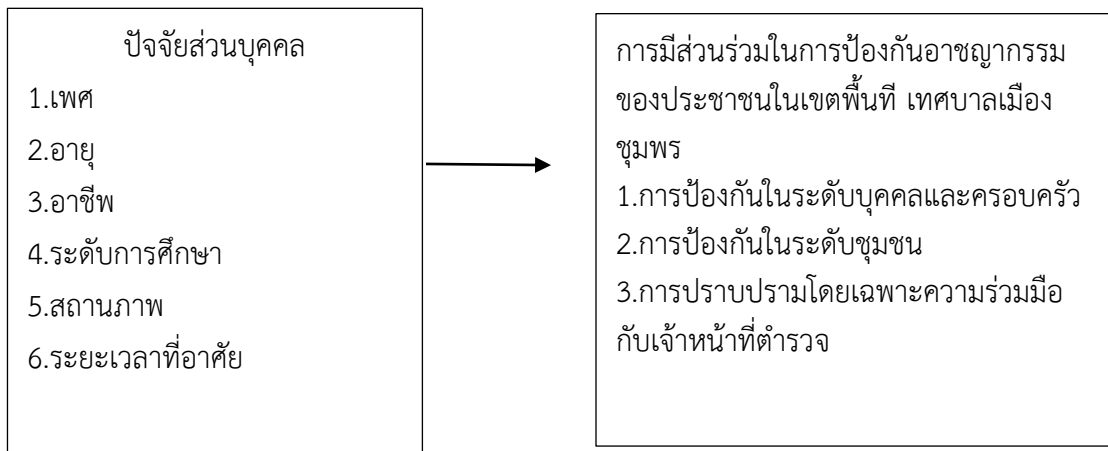 ปัจจัยส่วนบุคคล
1.เพศ
2.อายุ
3.อาชีพ
4.ระดับการศึกษา
5.สถานภาพ
6.ระยะเวลาที่อาศัย
การมีส่วนร่วมในการป้องกันอาชญากรรม
ของประชาชนในเขตพื้นที เทศบาลเมือง
ชุมพร
1.การป้องกันในระดับบุคคลและครอบครัว
2.การป้องกันในระดับชุมชน
3.การปราบปรามโดยเฉพาะความร่วมมือ
กับเจ้าหน้าที่ตำรวจ